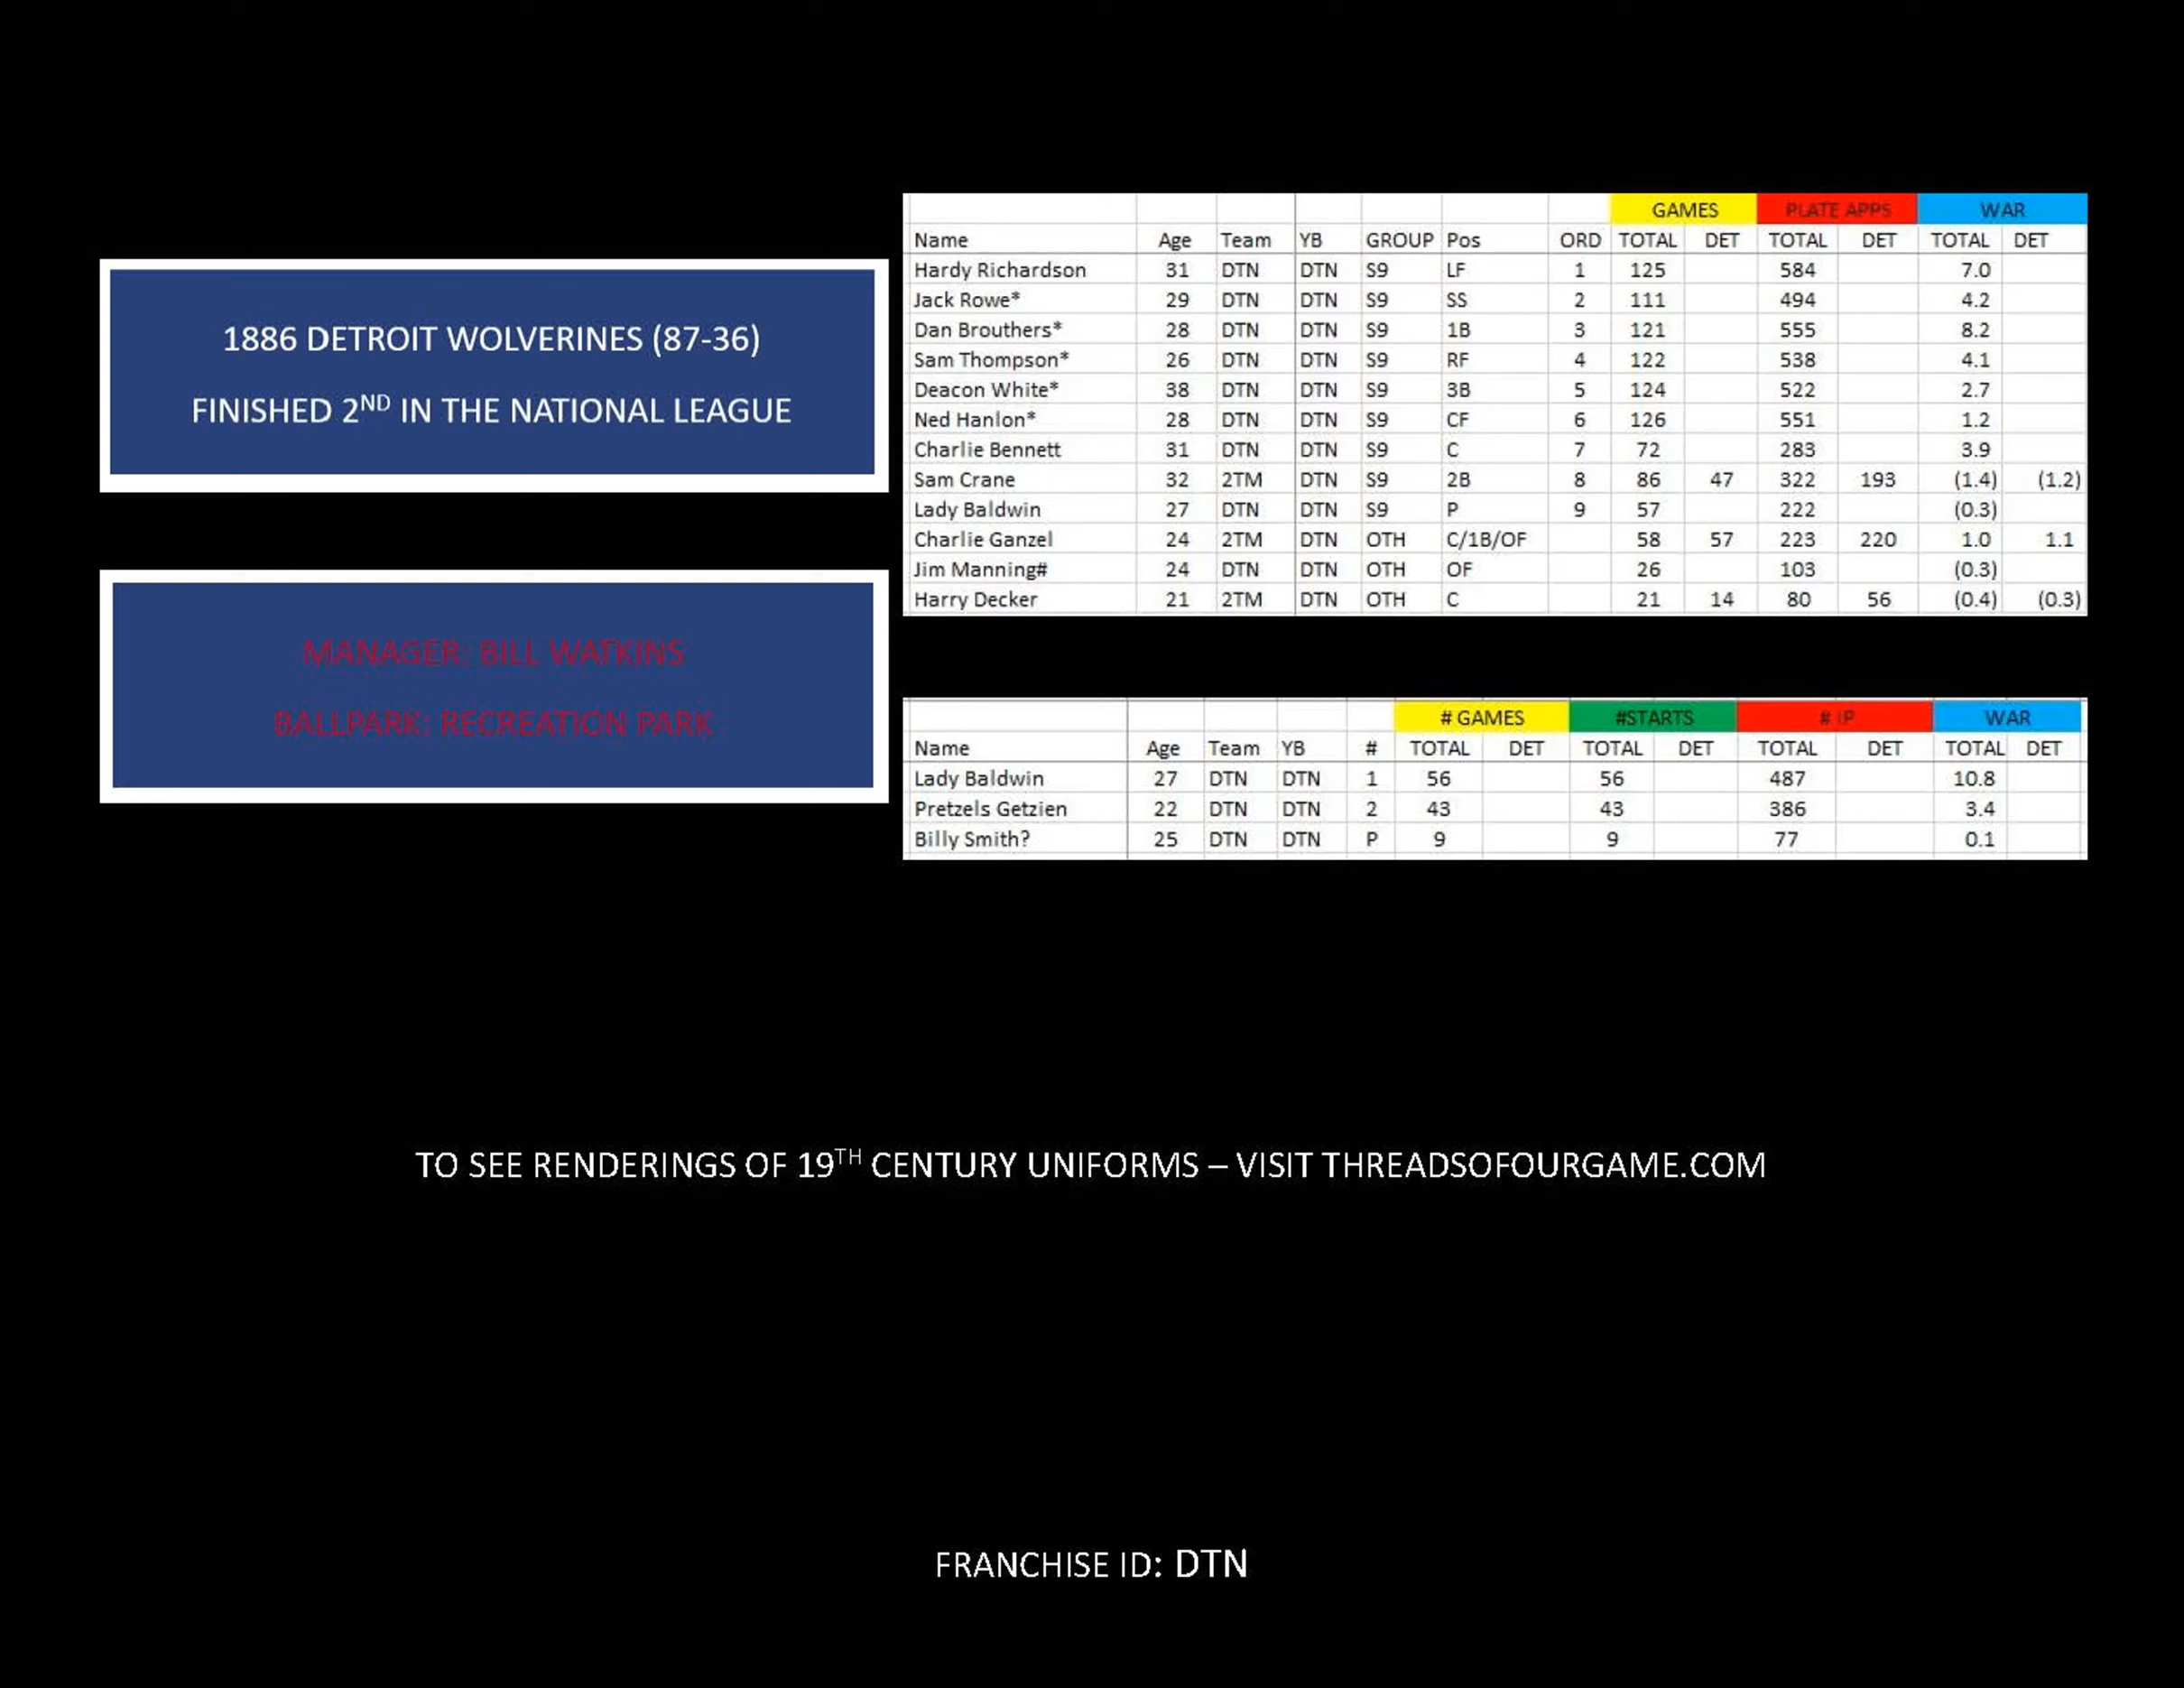 1886 DETROIT WOLVERINES (87-36)
FINISHED 2ND IN THE NATIONAL LEAGUE
MANAGER: BILL WATKINS
BALLPARK: RECREATION PARK
GAMES PLATE APPS WAR
Name Age Team YB GROUP Pos ORD TOTAL DET TOTAL DET TOTAL DET
Hardy Richardson 31 DTN DTN S9 LF 1 125 584 7.0
Jack Rowe* 29 DTN DTN S9 SS 2 111 494 4.2
Dan Brouthers* 28 DTN DTN S9 1B 3 121 555 8.2
Sam Thompson* 26 DTN DTN S9 RF 4 122 538 4.1
Deacon White* 38 DTN DTN S9 3B 5 124 522 2.7
Ned Hanlon* 28 DTN DTN S9 CF 6 126 551 1.2
Charlie Bennett 31 DTN DTN S9 C 7 72 283 3.9
Sam Crane 32 2TM DTN S9 2B 8 86 47 322 193 (1.4) (1.2)
Lady Baldwin 27 DTN DTN S9 P 9 57 222 (0.3)
Charlie Ganzel 24 2TM DTN OTH C/1B/OF 58 57 223 220 1.0 1.1
Jim Manning# 24 DTN DTN OTH OF 26 103 (0.3)
Harry Decker 21 2TM DTN OTH C 21 14 80 56 (0.4) (0.3)
# GAMES #STARTS # IP WAR
Name Age Team YB # TOTAL DET TOTAL DET TOTAL DET TOTAL DET
Lady Baldwin 27 DTN DTN 1 56 56 487 10.8
Pretzels Getzien 22 DTN DTN 2 43 43 386 3.4
Billy Smith? 25 DTN DTN P 9 9 77 0.1
TO SEE RENDERINGS OF 19TH CENTURY UNIFORMS – VISIT THREADSOFOURGAME.COM
FRANCHISE ID: DTN